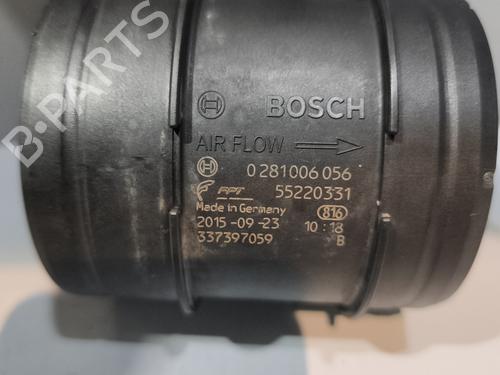 B-PARTS
BOSCH
AIR FLOW
0 281 006 056
FPT 55220331
Made in Germany 816
2015-09-23 10:18
337397059 B